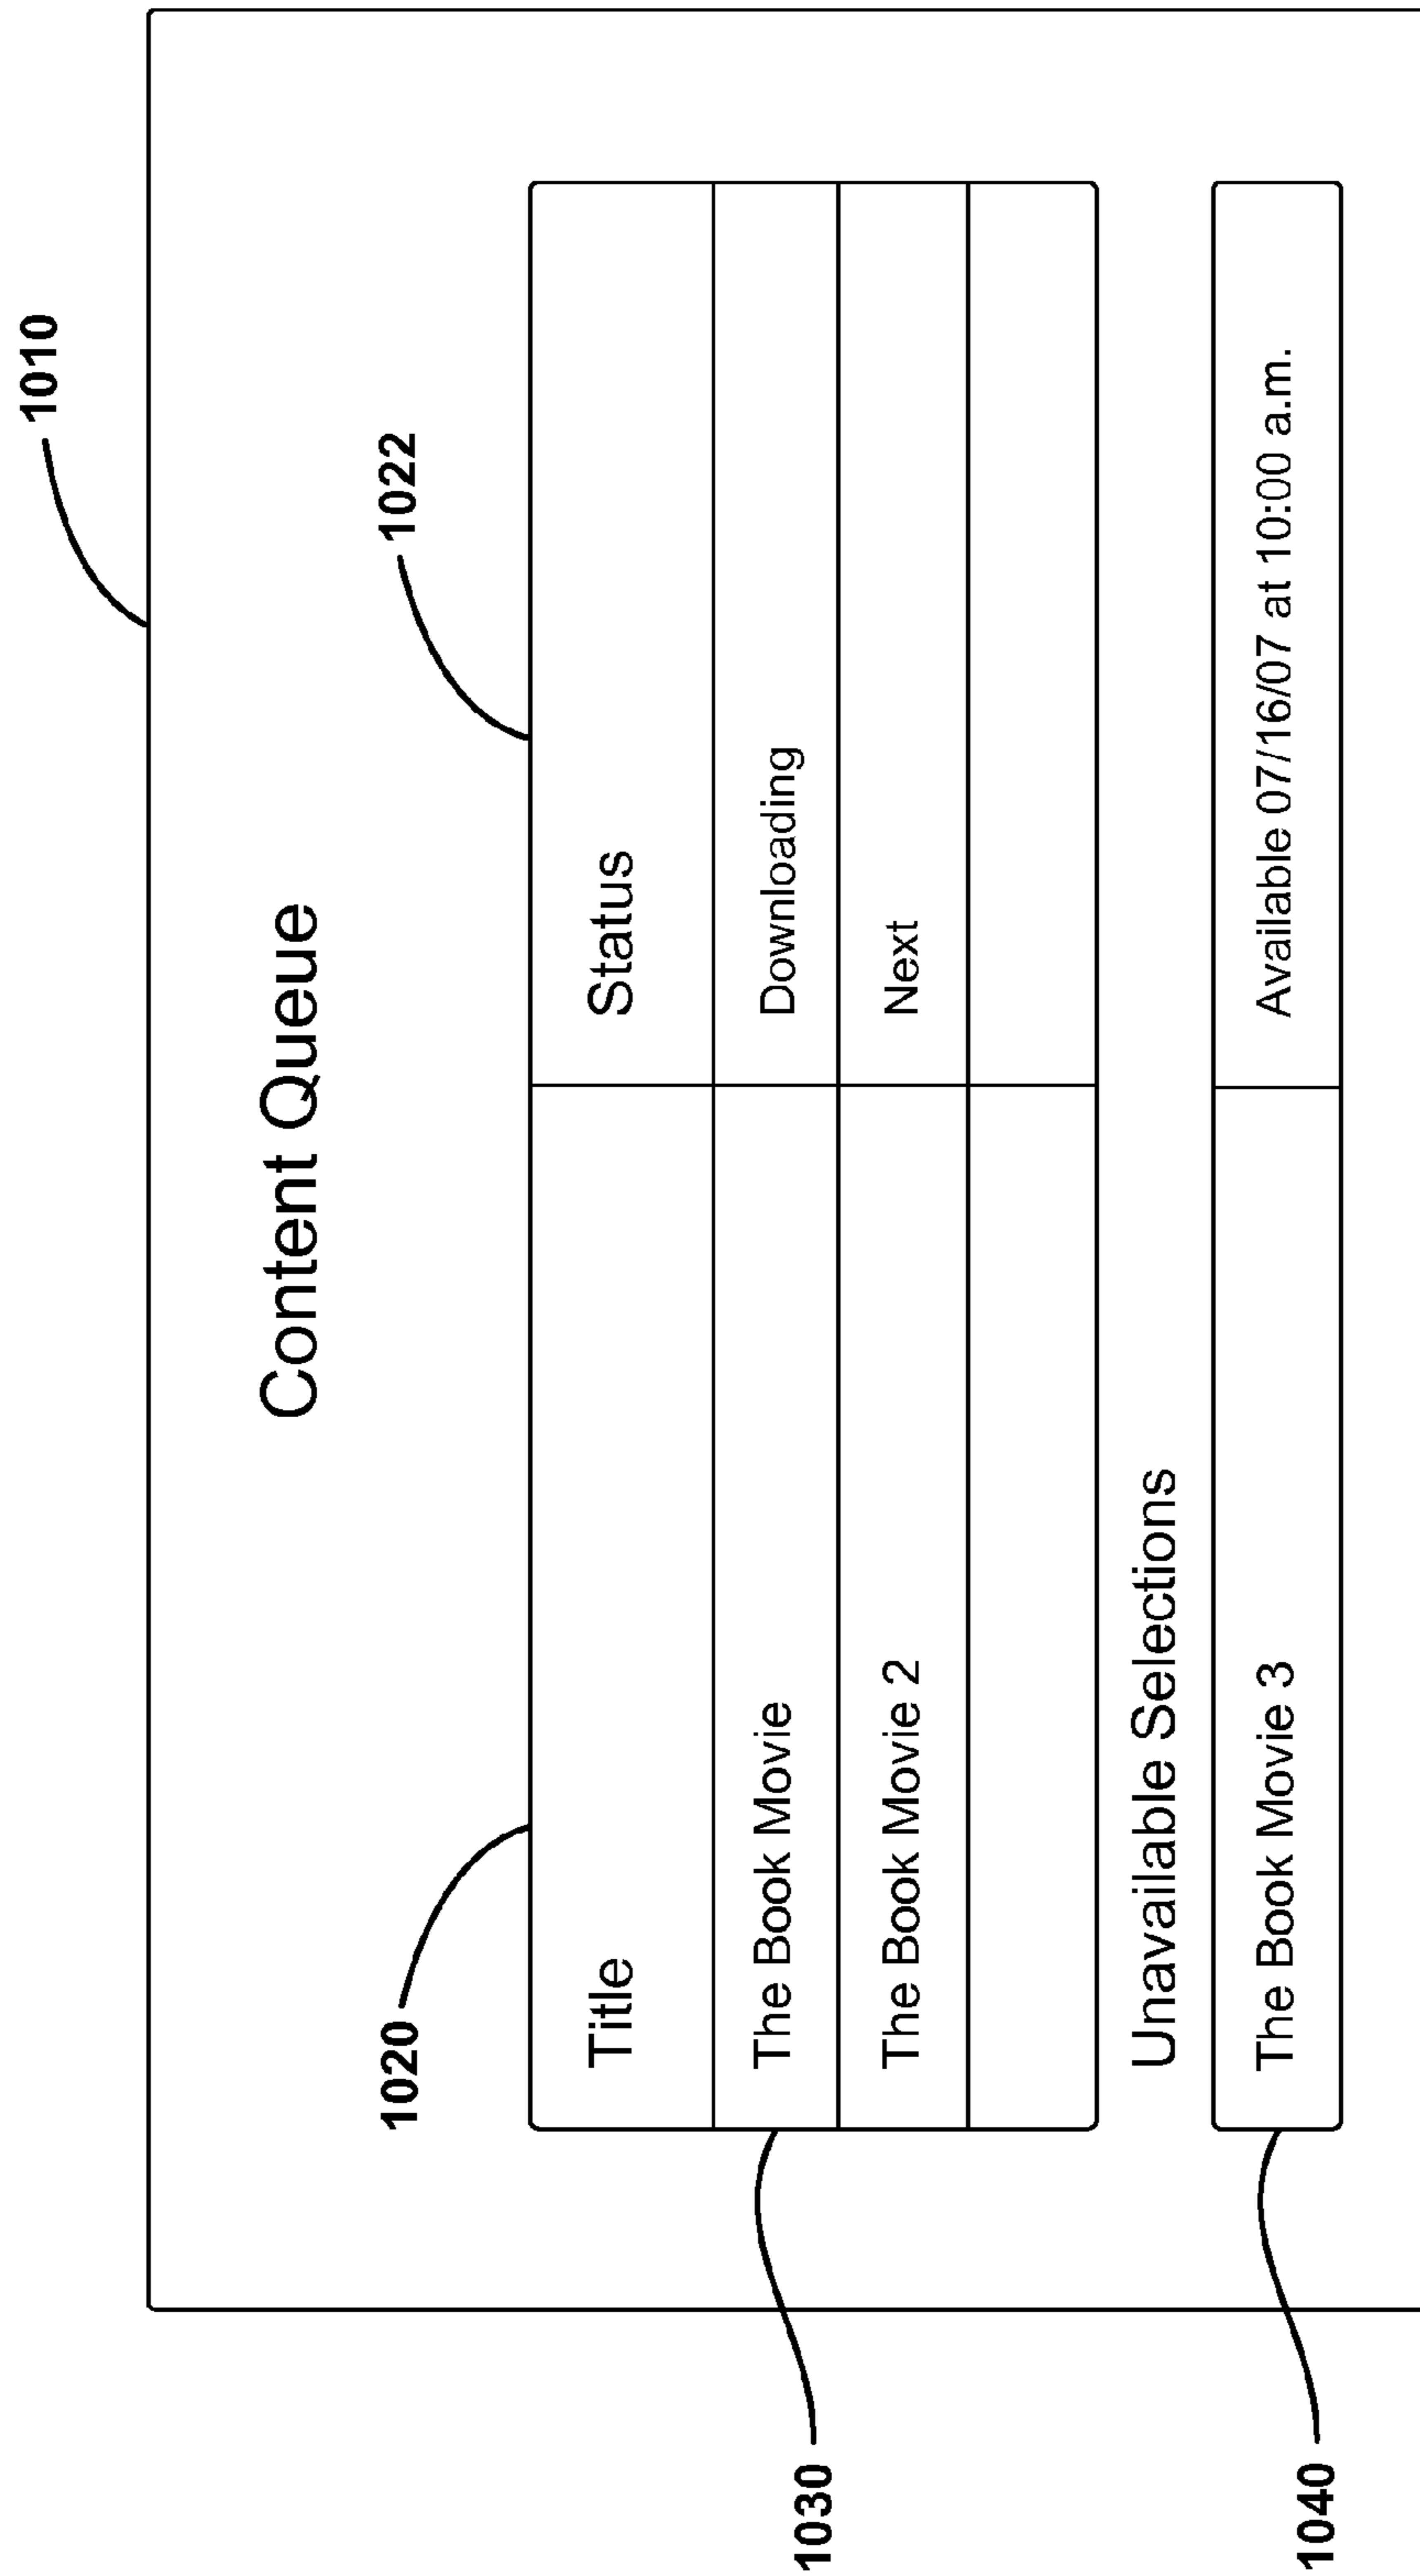 1010
Content Queue
1020
1022
Title Status
1030
The Book Movie Downloading
The Book Movie 2 Next
Unavailable Selections
1040
The Book Movie 3 Available 07/16/07 at 10:00 a.m.